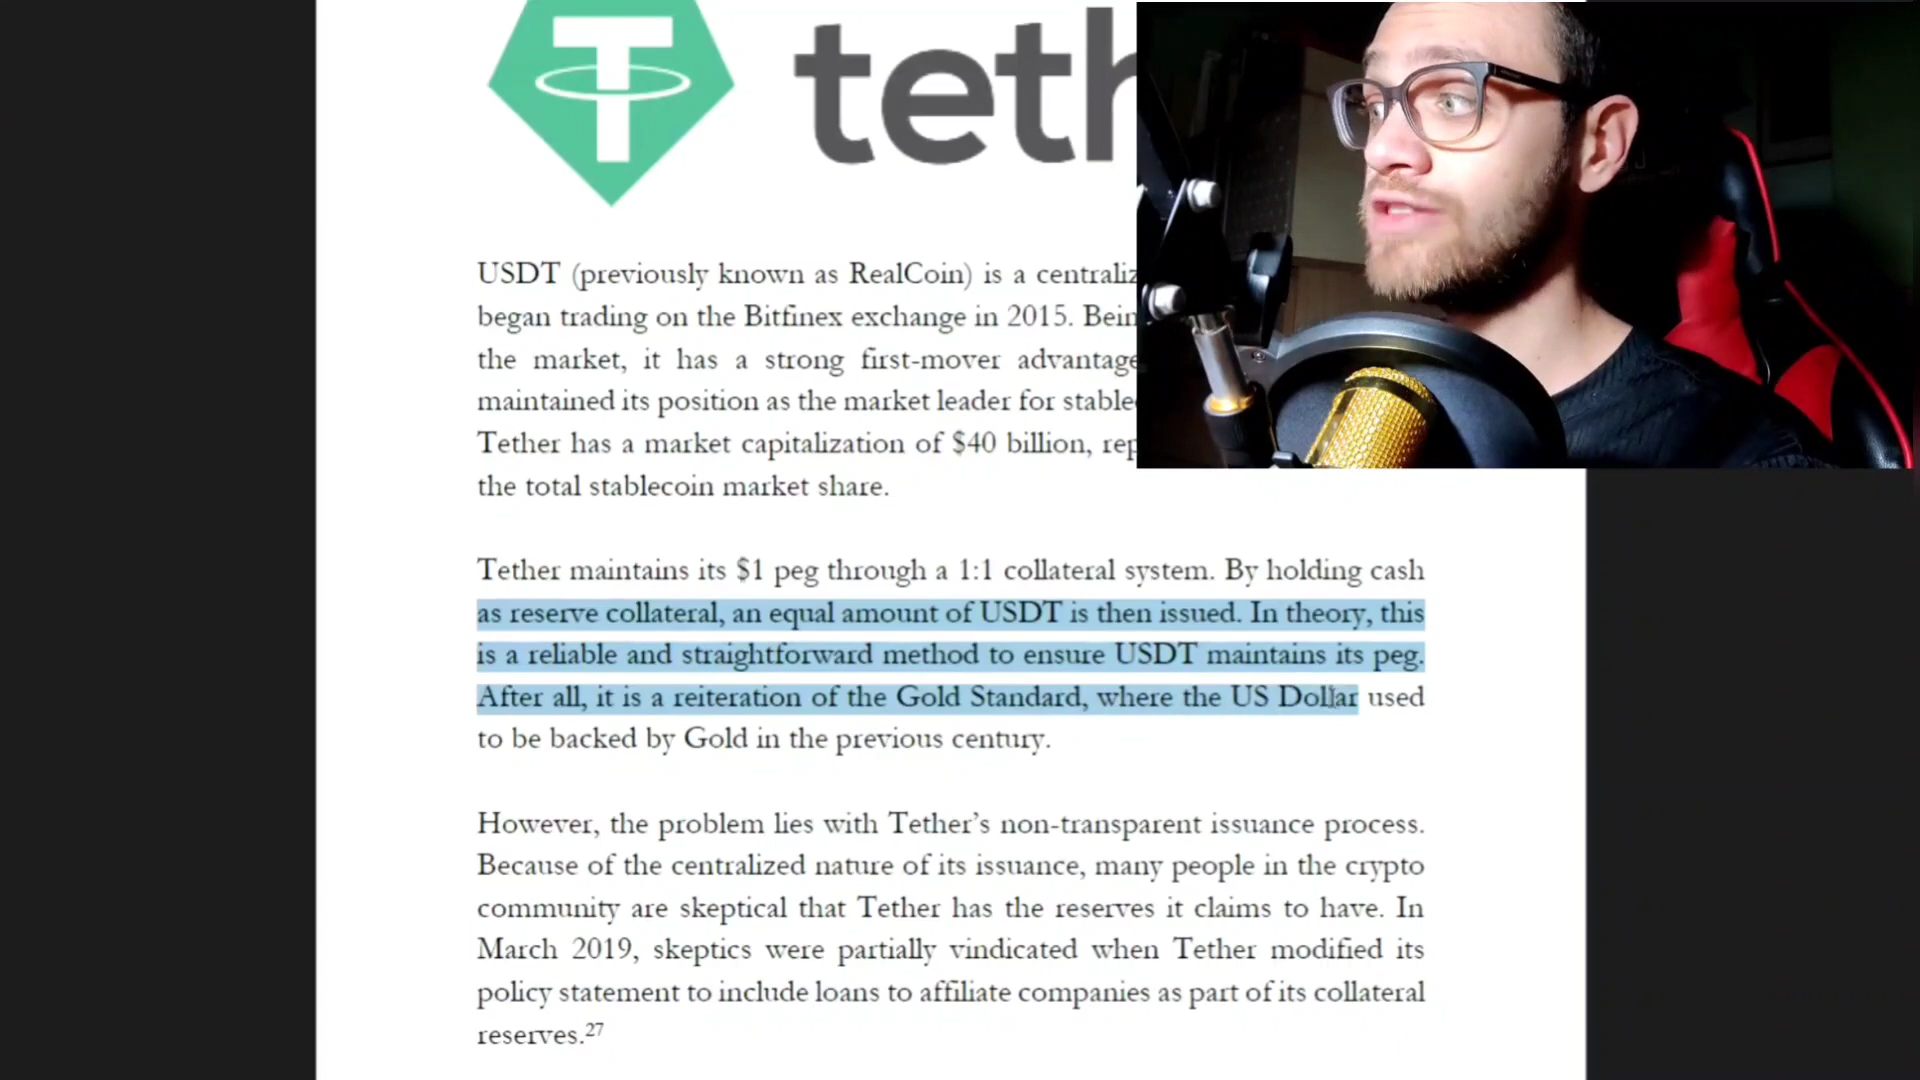 teth
USDT (previously known as RealCoin) is a centraliz
began trading on the Bitfinex exchange in 2015. Bein
the market, it has a strong first-mover advantage
maintained its position as the market leader for stable
Tether has a market capitalization of $40 billion, rep
the total stablecoin market share.
Tether maintains its $1 peg through a 1:1 collateral system. By holding cash
as reserve collateral, an equal amount of USDT is then issued. In theory, this
is a reliable and straightforward method to ensure USDT maintains its peg.
After all, it is a reiteration of the Gold Standard, where the US Dollar used
to be backed by Gold in the previous century.
However, the problem lies with Tether’s non-transparent issuance process.
Because of the centralized nature of its issuance, many people in the crypto
community are skeptical that Tether has the reserves it claims to have. In
March 2019, skeptics were partially vindicated when Tether modified its
policy statement to include loans to affiliate companies as part of its collateral
reserves.27